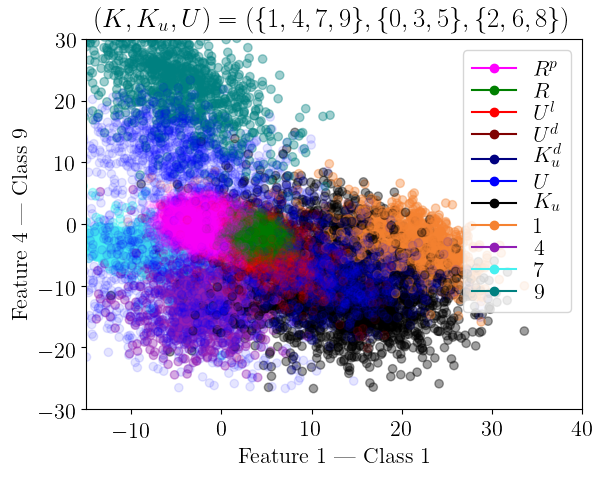 (K, K_u, U) = ({1, 4, 7, 9}, {0, 3, 5}, {2, 6, 8})
30
20
10
0
−10
−20
−30
Feature 4 — Class 9
R^p
R
U^l
U^d
K_u^d
U
K_u
1
4
7
9
−10 0 10 20 30 40
Feature 1 — Class 1